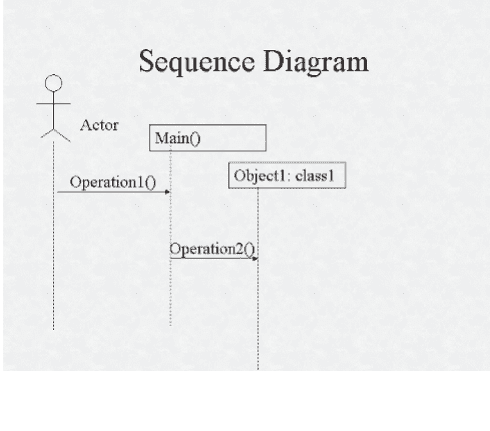 Sequence Diagram
Actor
Main()
Object1: class1
Operation1()
Operation2()